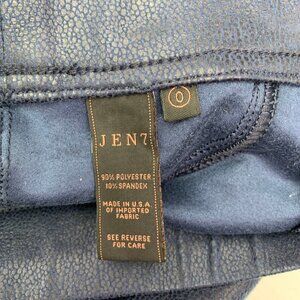 0
JEN7
90% POLYESTER
10% SPANDEX
MADE IN U.S.A.
OF IMPORTED
FABRIC
SEE REVERSE
FOR CARE